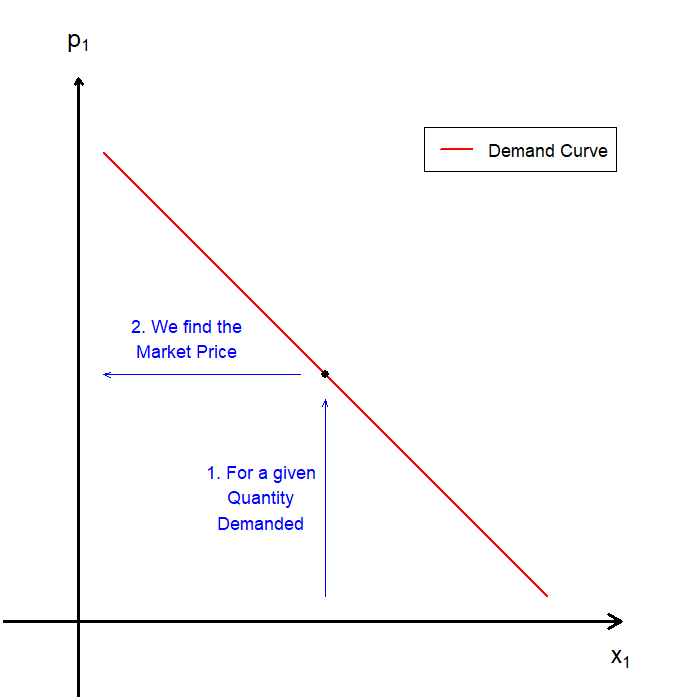 p₁
Demand Curve
2. We find the
Market Price
1. For a given
Quantity
Demanded
x₁